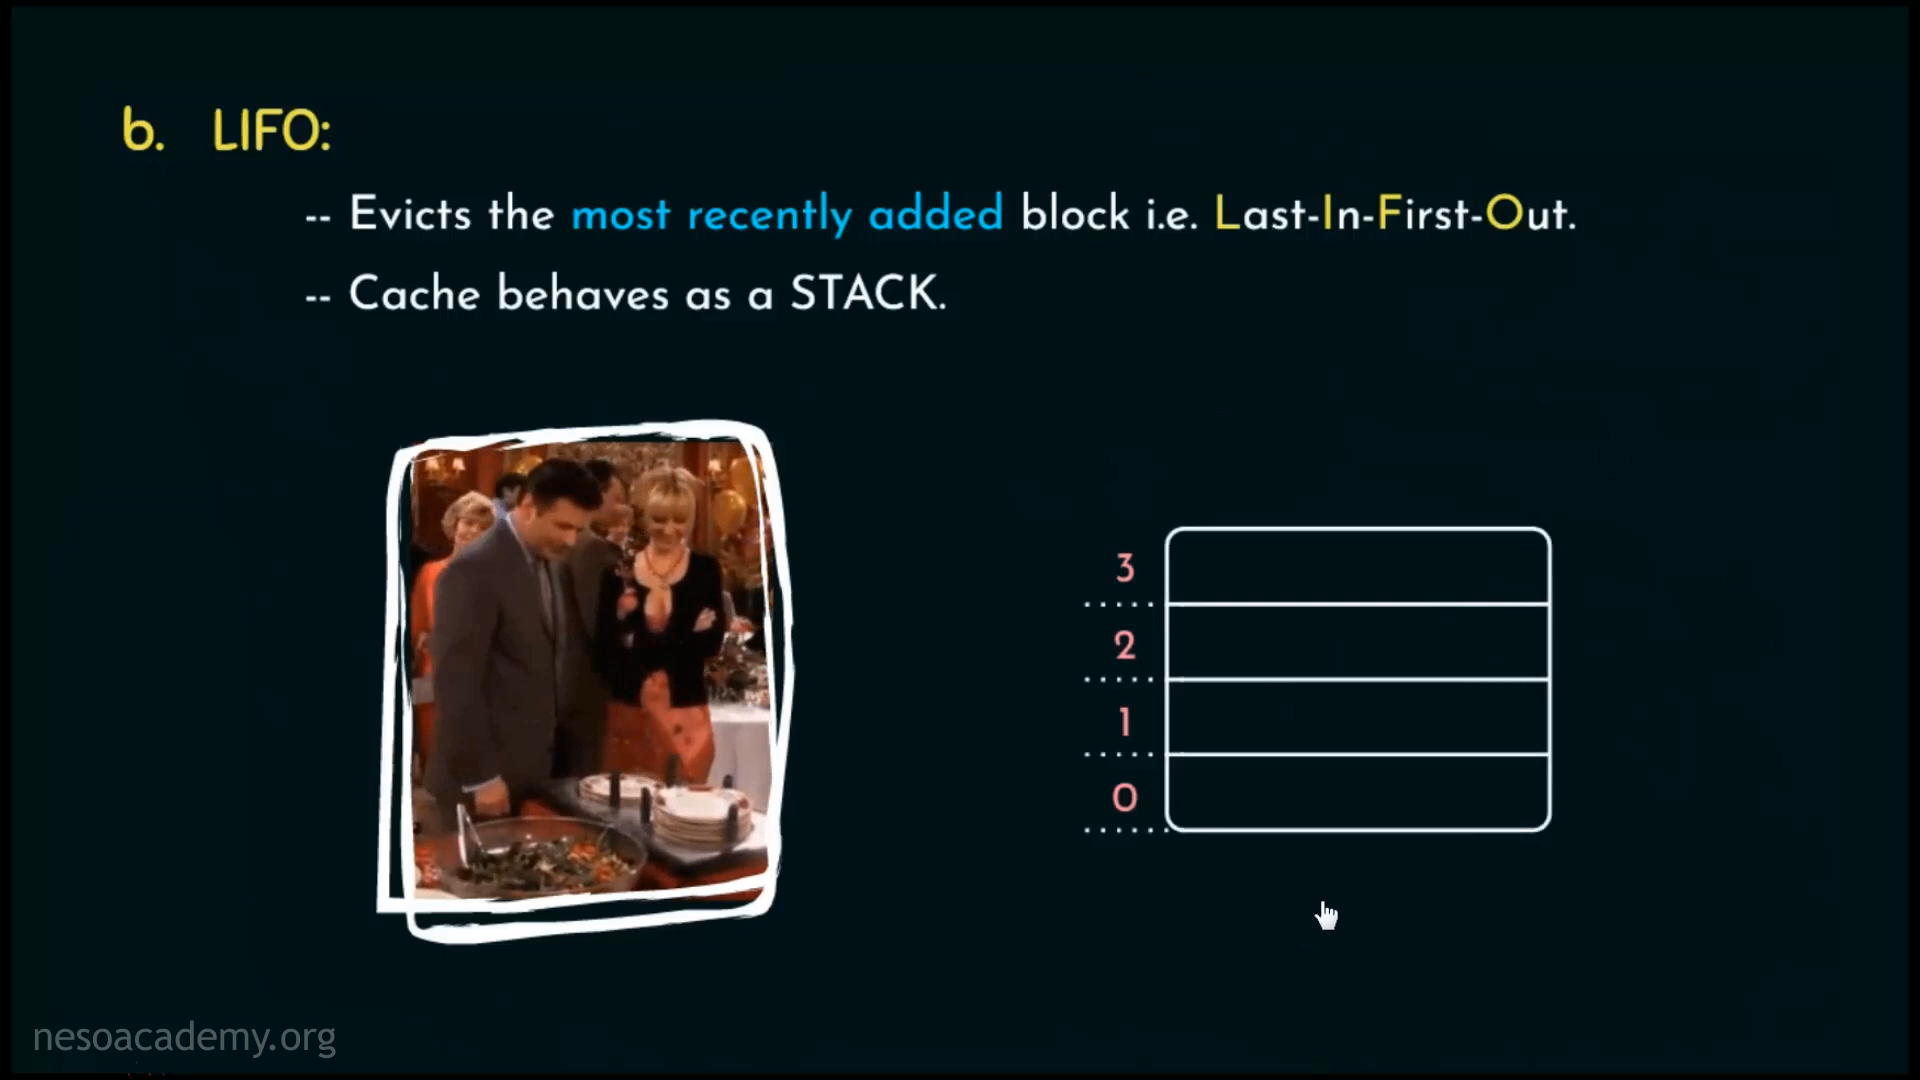 b. LIFO:
-- Evicts the most recently added block i.e. Last-In-First-Out.
-- Cache behaves as a STACK.
3
2
1
0
nesoacademy.org